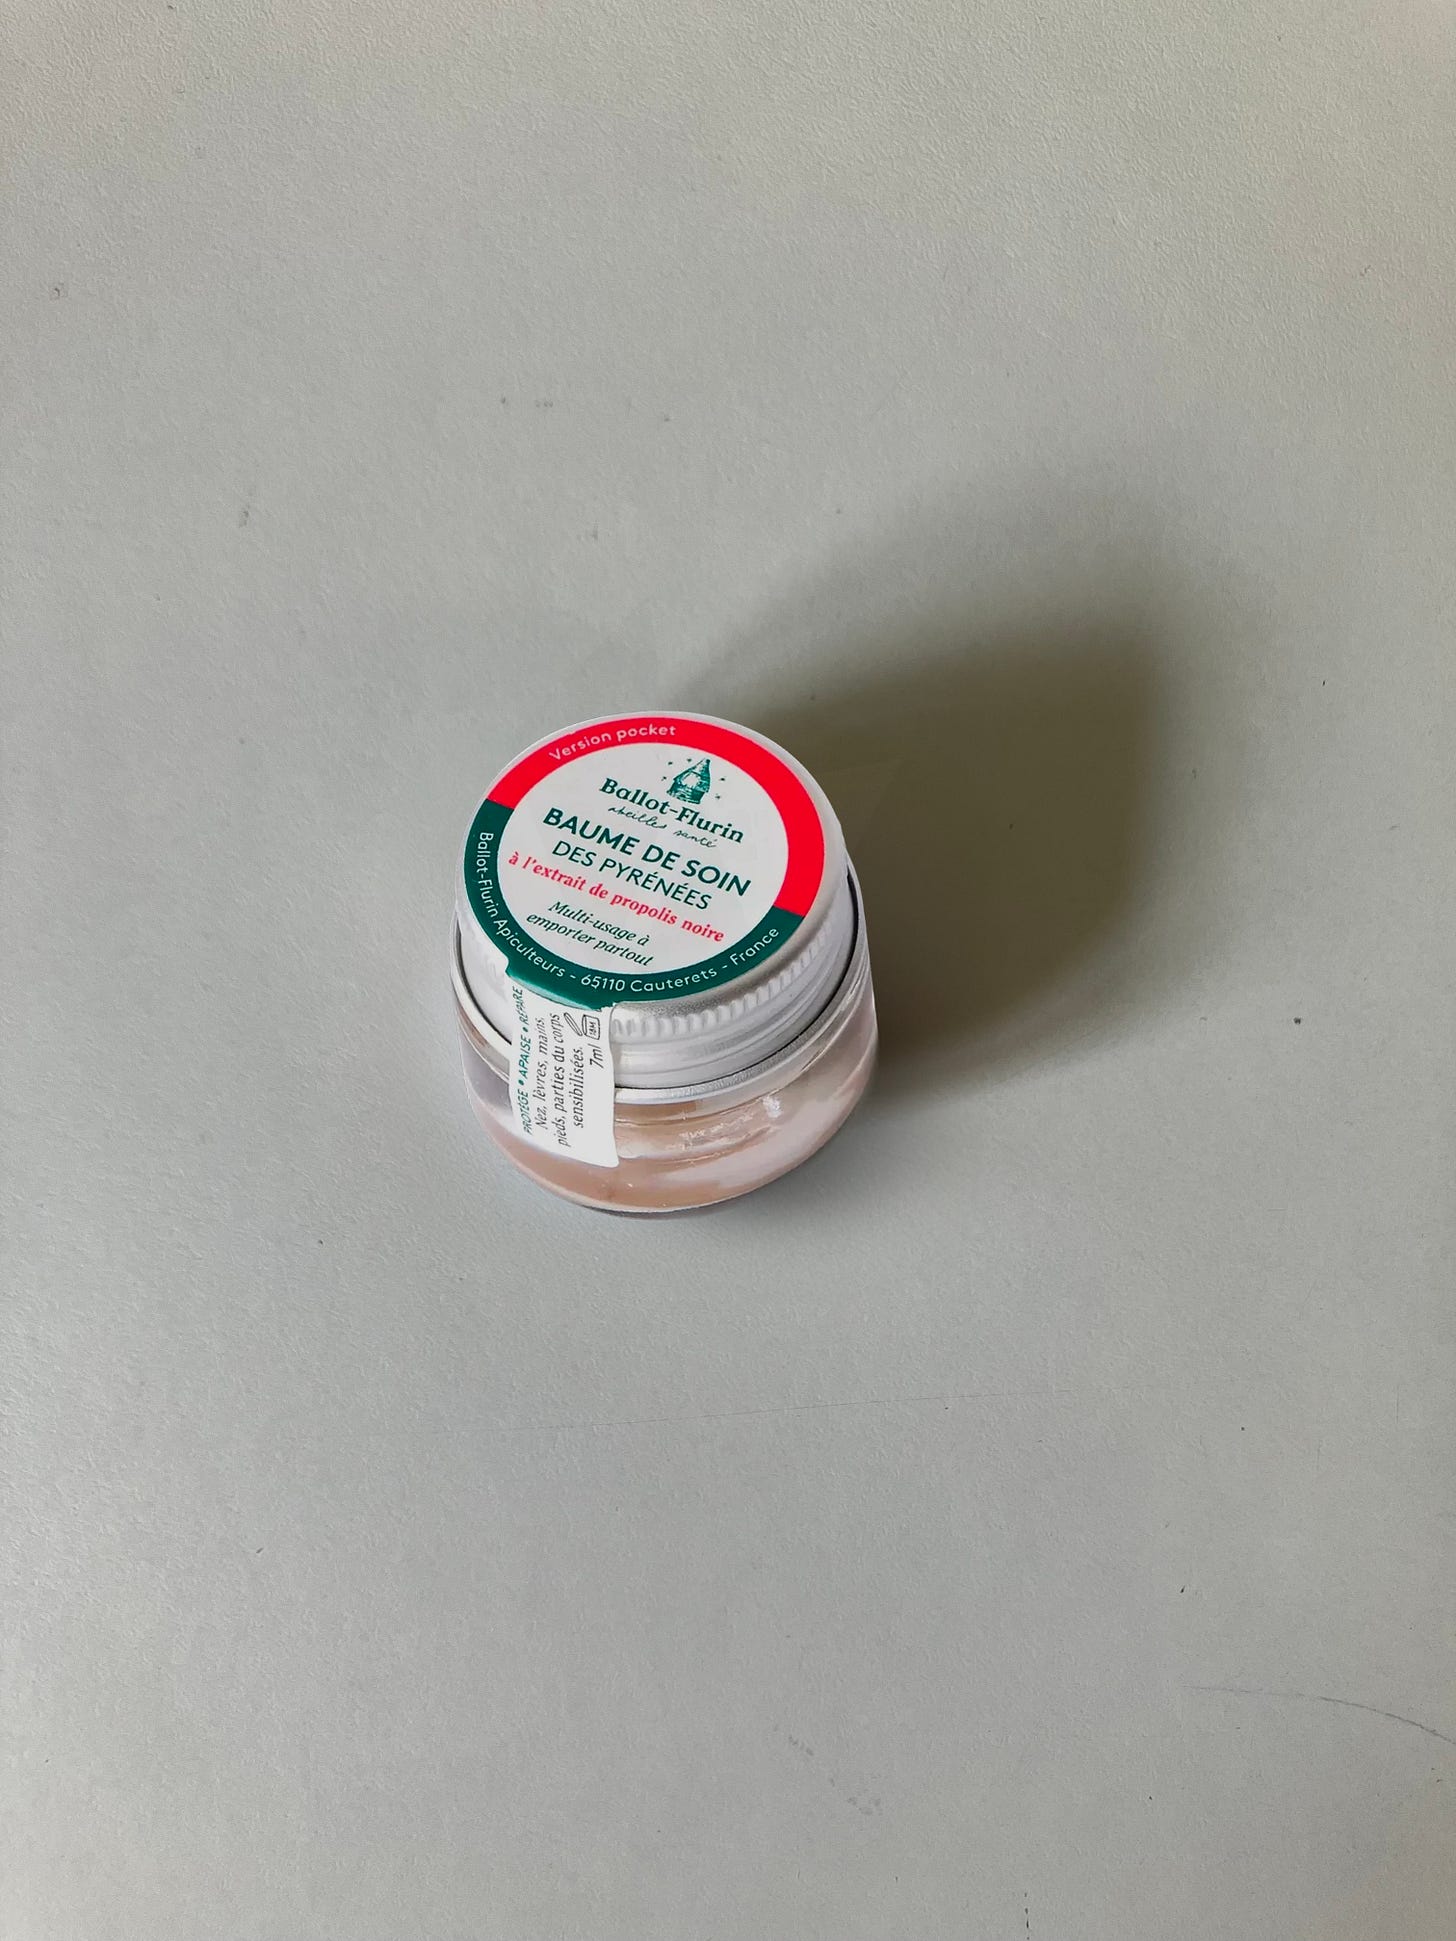 Version pocket
Ballot-Flurin
abeilles santé
BAUME DE SOIN
DES PYRÉNÉES
à l'extrait de propolis noire
Multi-usage à
emporter partout
Ballot-Flurin Apiculteurs - 65110 Cauterets - France
PROTÈGE • APAISE • RÉPARE
Nez, lèvres, mains,
pieds, parties du corps
sensibilisées.
7ml
18M